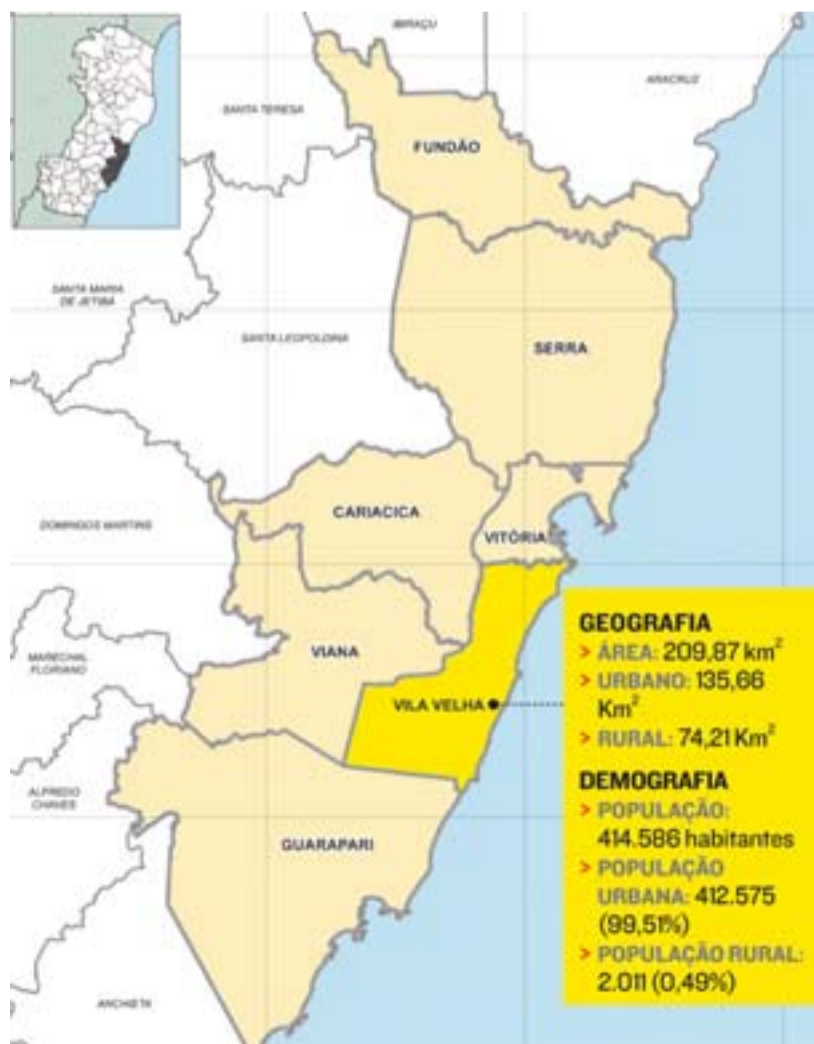 IBIRAÇU
ARACRUZ
SANTA TERESA
FUNDÃO
SANTA MARIA
DE JETIBÁ
SANTA LEOPOLDINA
SERRA
CARIACICA
DOMINGOS MARTINS
VITÓRIA
MARECHAL
FLORIANO
VIANA
VILA VELHA
ALFREDO
CHAVES
GUARAPARI
ANCHIETA
GEOGRAFIA
> ÁREA: 209,87 km²
> URBANO: 135,66
Km²
> RURAL: 74,21 Km²
DEMOGRAFIA
> POPULAÇÃO:
414.586 habitantes
> POPULAÇÃO
URBANA: 412.575
(99,51%)
> POPULAÇÃO RURAL:
2.011 (0,49%)